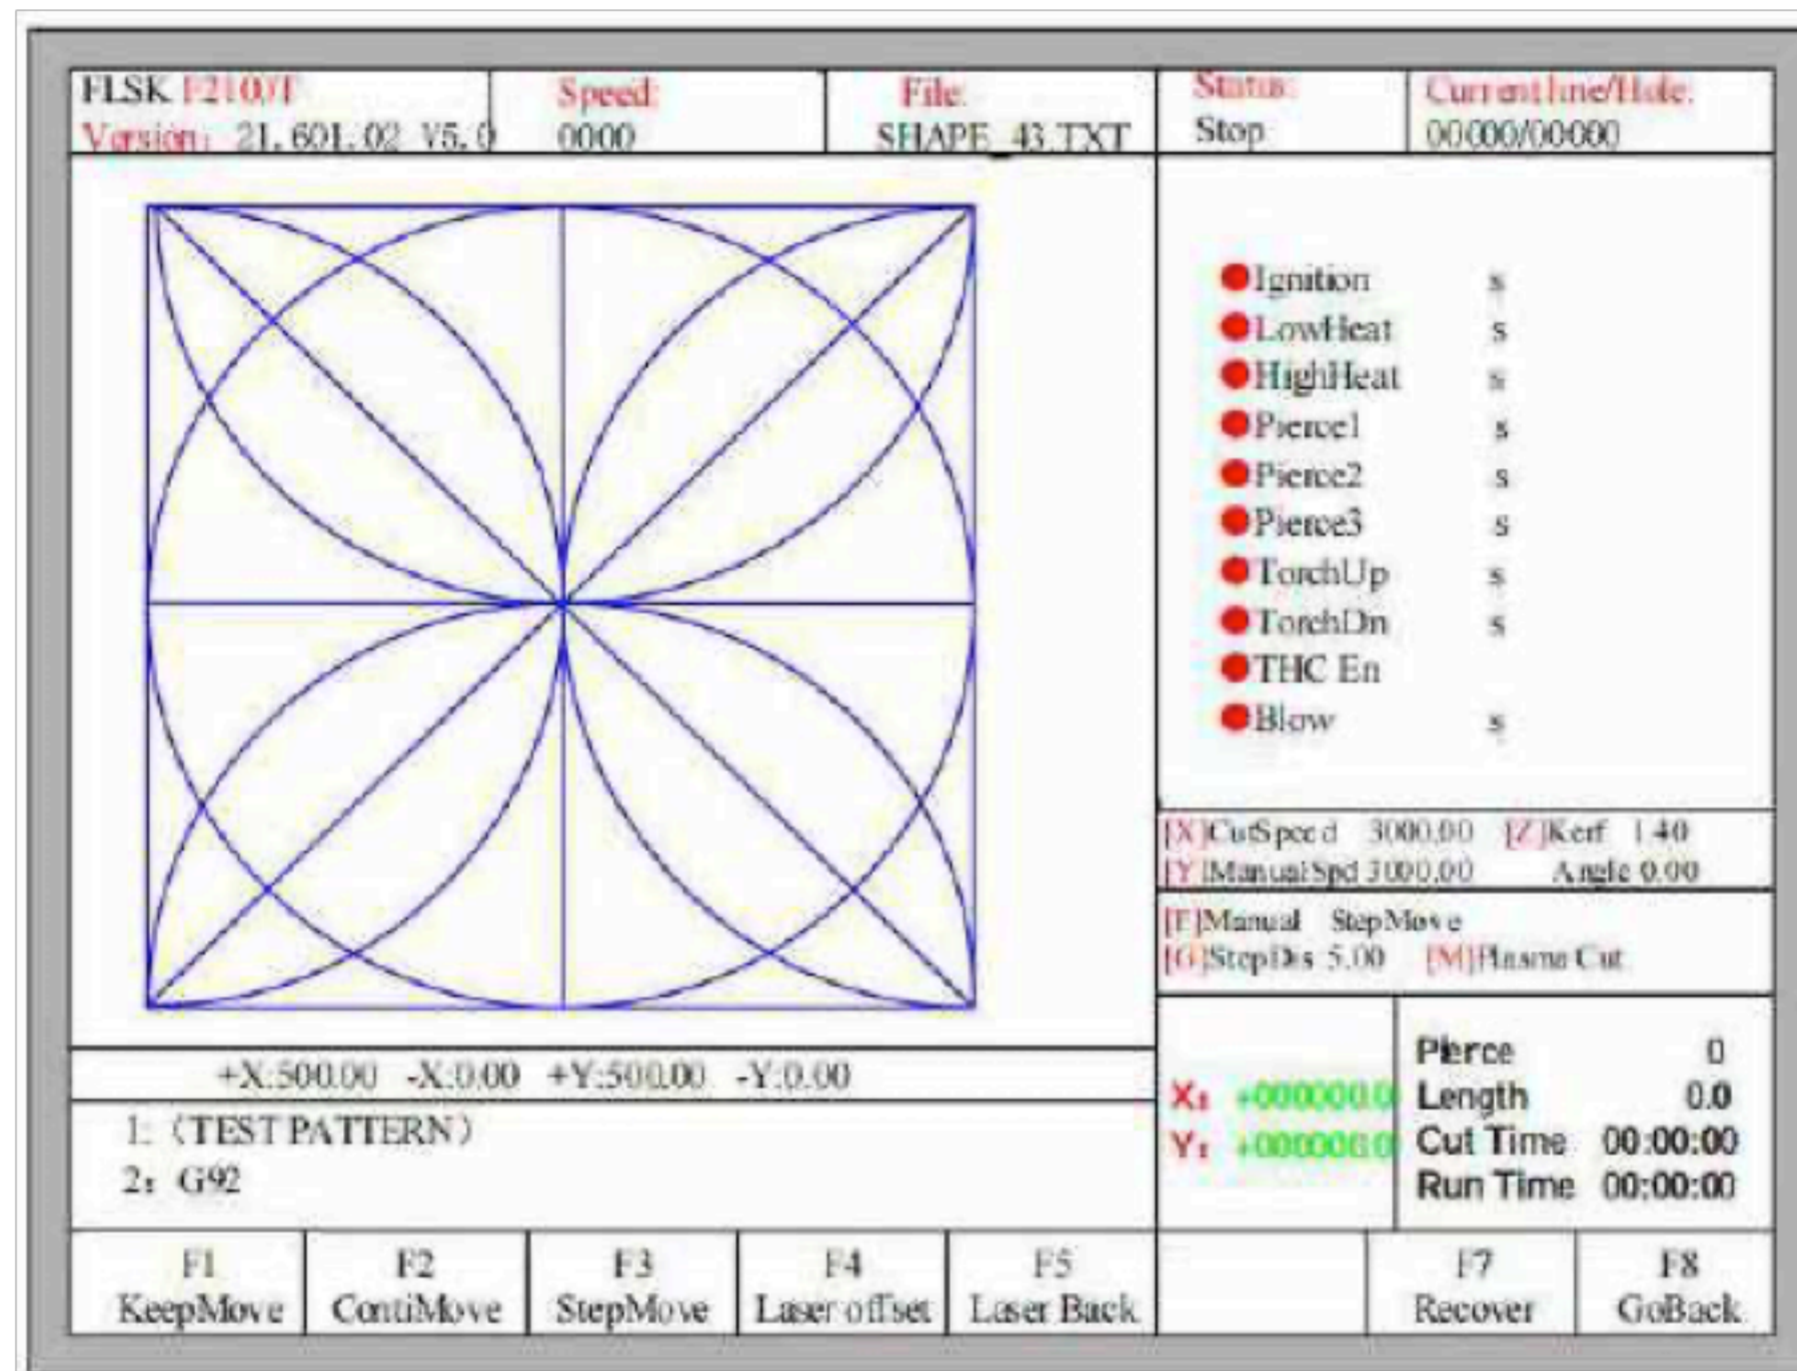 FLSK F2100T
Version: 21.601.02 V5.0
Speed:
0000
File:
SHAPE_43.TXT
Status:
Stop
Current line/Hole:
00000/00000
Ignition s
LowHeat s
HighHeat s
Pierce1 s
Pierce2 s
Pierce3 s
TorchUp s
TorchDn s
THC En
Blow s
[X]CutSpeed 3000.00 [Z]Kerf 1.40
[Y]ManualSpd 3000.00 Angle 0.00
[F]Manual StepMove
[G]StepDis 5.00 [M]Plasma Cut
+X:500.00 -X:0.00 +Y:500.00 -Y:0.00
1: (TEST PATTERN)
2: G92
X: +000000.0
Y: +000000.0
Pierce 0
Length 0.0
Cut Time 00:00:00
Run Time 00:00:00
F1
KeepMove
F2
ContiMove
F3
StepMove
F4
Laser offset
F5
Laser Back
F7
Recover
F8
GoBack